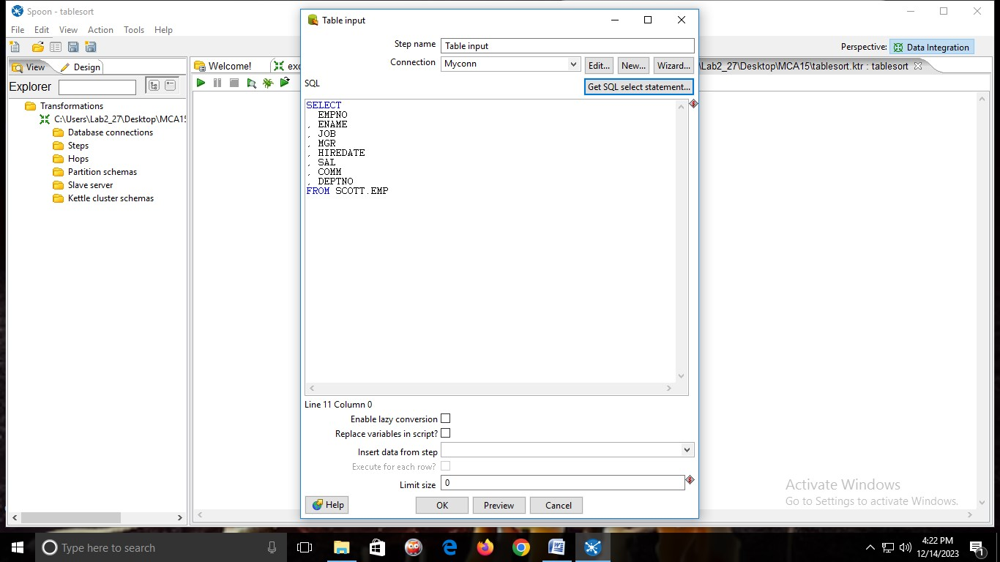 Spoon - tablesort
File Edit View Action Tools Help
Perspective: Data Integration
View Design
Explorer
Transformations
C:\Users\Lab2_27\Desktop\MCA15
Database connections
Steps
Hops
Partition schemas
Slave server
Kettle cluster schemas
Welcome!
\Lab2_27\Desktop\MCA15\tablesort.ktr : tablesort
Table input
Step name Table input
Connection Myconn Edit... New... Wizard...
SQL Get SQL select statement...
SELECT
EMPNO
, ENAME
, JOB
, MGR
, HIREDATE
, SAL
, COMM
, DEPTNO
FROM SCOTT.EMP
Line 11 Column 0
Enable lazy conversion
Replace variables in script?
Insert data from step
Execute for each row?
Limit size 0
Help OK Preview Cancel
Activate Windows
Go to Settings to activate Windows.
Type here to search
4:22 PM
12/14/2023
1